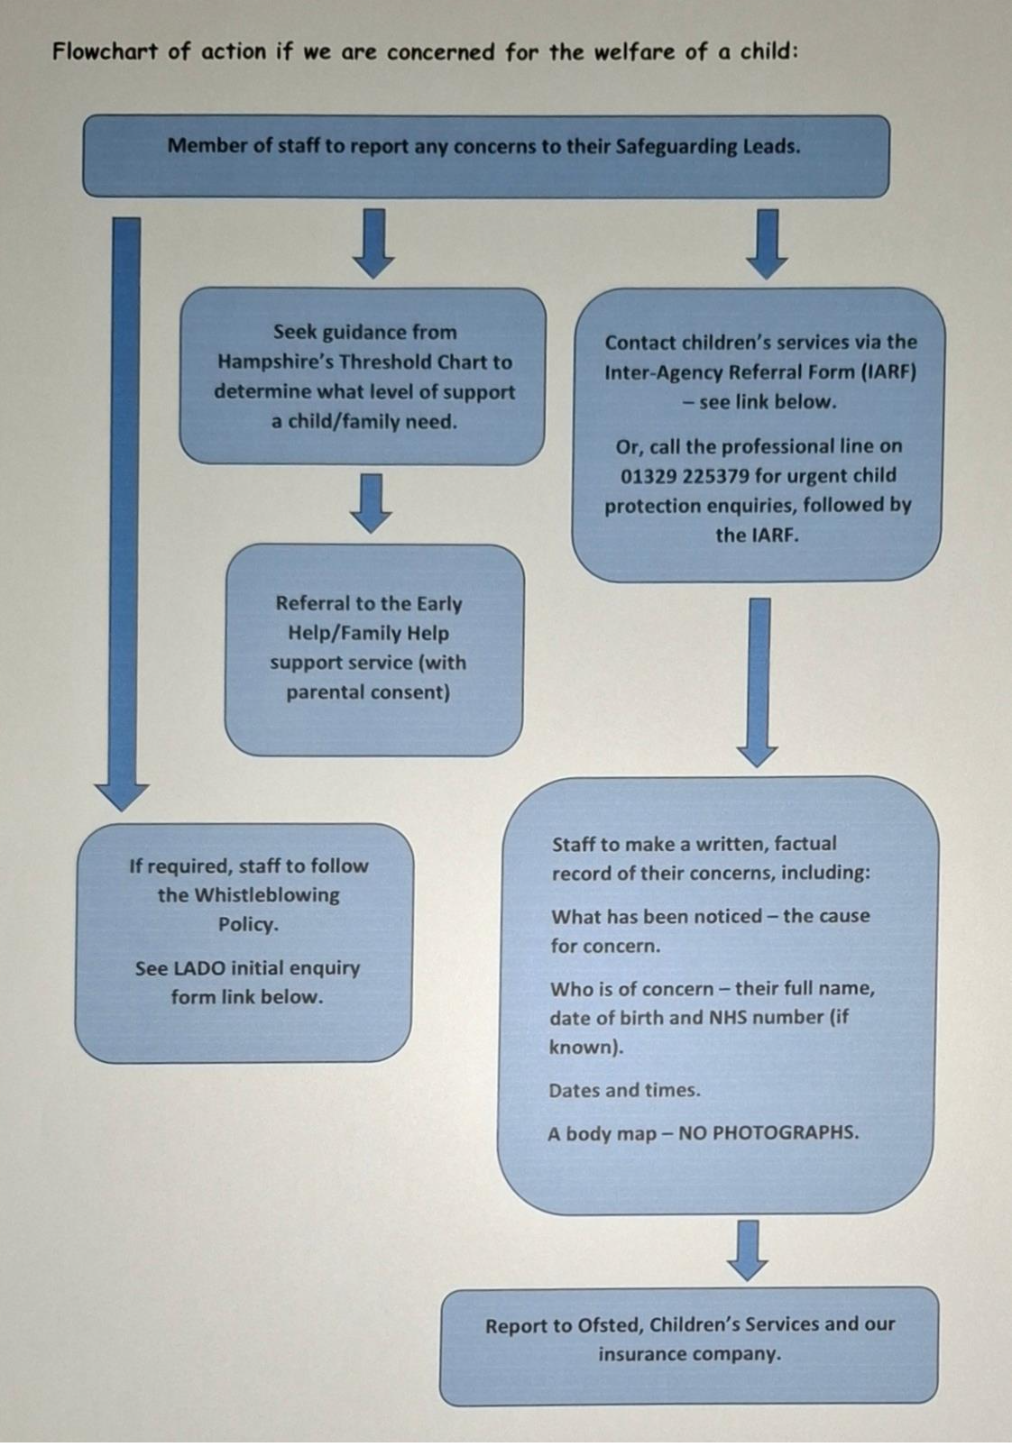 Flowchart of action if we are concerned for the welfare of a child:
Member of staff to report any concerns to their Safeguarding Leads.
Seek guidance from
Hampshire's Threshold Chart to
determine what level of support
a child/family need.
Contact children's services via the
Inter-Agency Referral Form (IARF)
– see link below.
Or, call the professional line on
01329 225379 for urgent child
protection enquiries, followed by
the IARF.
Referral to the Early
Help/Family Help
support service (with
parental consent)
If required, staff to follow
the Whistleblowing
Policy.
See LADO initial enquiry
form link below.
Staff to make a written, factual
record of their concerns, including:
What has been noticed – the cause
for concern.
Who is of concern – their full name,
date of birth and NHS number (if
known).
Dates and times.
A body map – NO PHOTOGRAPHS.
Report to Ofsted, Children's Services and our
insurance company.